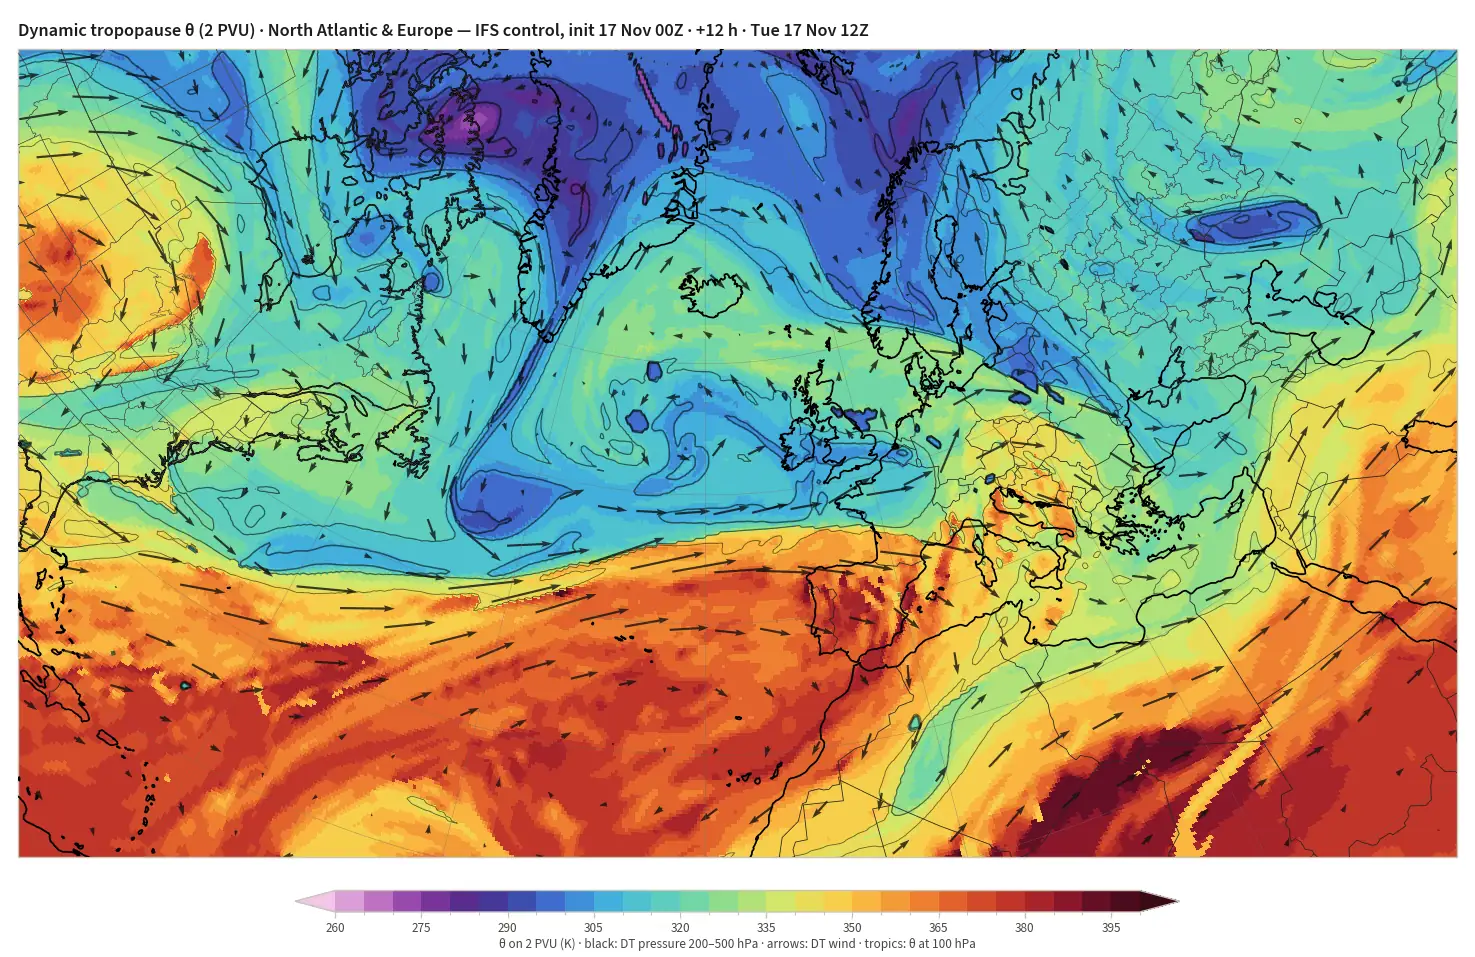 Dynamic tropopause θ (2 PVU) · North Atlantic & Europe — IFS control, init 17 Nov 00Z · +12 h · Tue 17 Nov 12Z
260 275 290 305 320 335 350 365 380 395
θ on 2 PVU (K) · black: DT pressure 200–500 hPa · arrows: DT wind · tropics: θ at 100 hPa